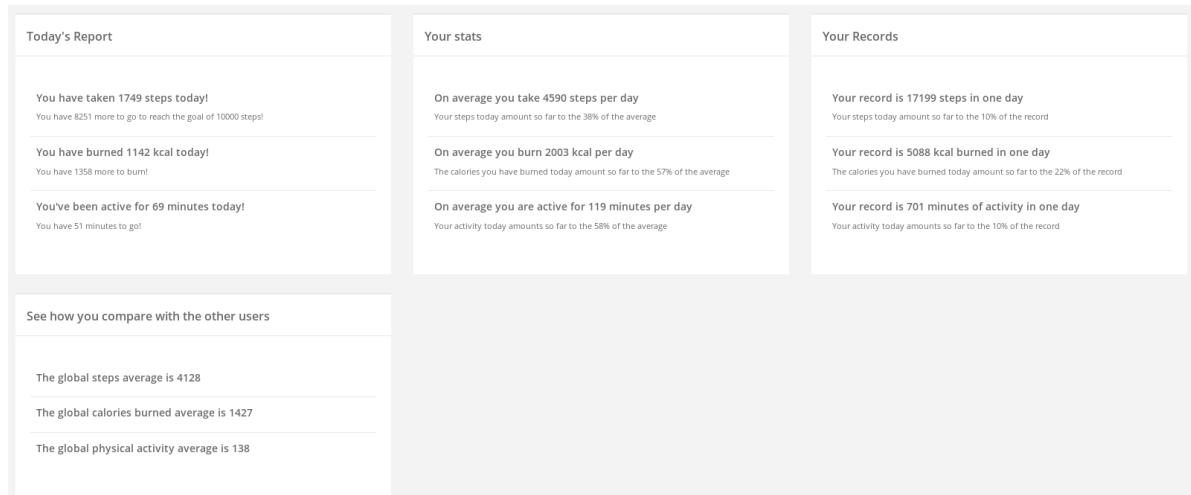 Today's Report
You have taken 1749 steps today!
You have 8251 more to go to reach the goal of 10000 steps!
You have burned 1142 kcal today!
You have 1358 more to burn!
You've been active for 69 minutes today!
You have 51 minutes to go!
Your stats
On average you take 4590 steps per day
Your steps today amount so far to the 38% of the average
On average you burn 2003 kcal per day
The calories you have burned today amount so far to the 57% of the average
On average you are active for 119 minutes per day
Your activity today amounts so far to the 58% of the average
Your Records
Your record is 17199 steps in one day
Your steps today amount so far to the 10% of the record
Your record is 5088 kcal burned in one day
The calories you have burned today amount so far to the 22% of the record
Your record is 701 minutes of activity in one day
Your activity today amounts so far to the 10% of the record
See how you compare with the other users
The global steps average is 4128
The global calories burned average is 1427
The global physical activity average is 138